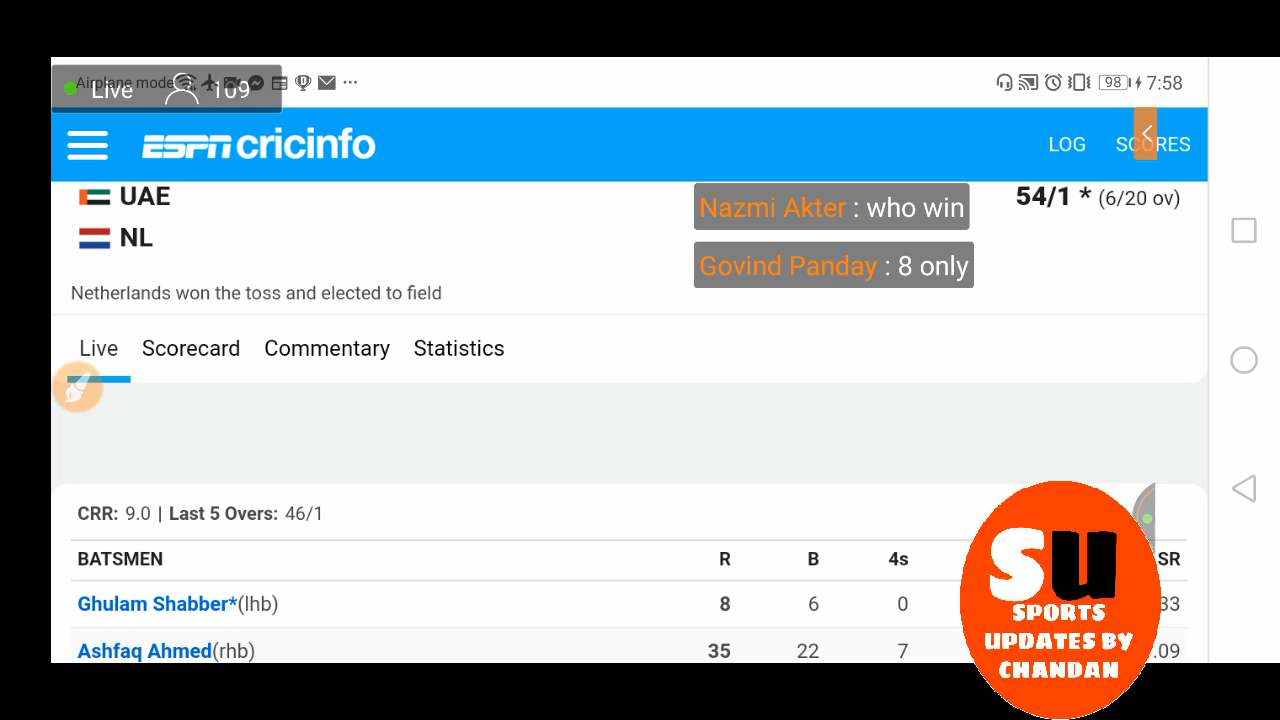 Airplane mode
Live 109
98 7:58
ESPN cricinfo
LOG SCORES
UAE
54/1 * (6/20 ov)
Nazmi Akter : who win
NL
Govind Panday : 8 only
Netherlands won the toss and elected to field
Live Scorecard Commentary Statistics
CRR: 9.0 | Last 5 Overs: 46/1
BATSMEN R B 4s SR
Ghulam Shabber*(lhb) 8 6 0 33
Ashfaq Ahmed(rhb) 35 22 7 .09
SU
SPORTS
UPDATES BY
CHANDAN